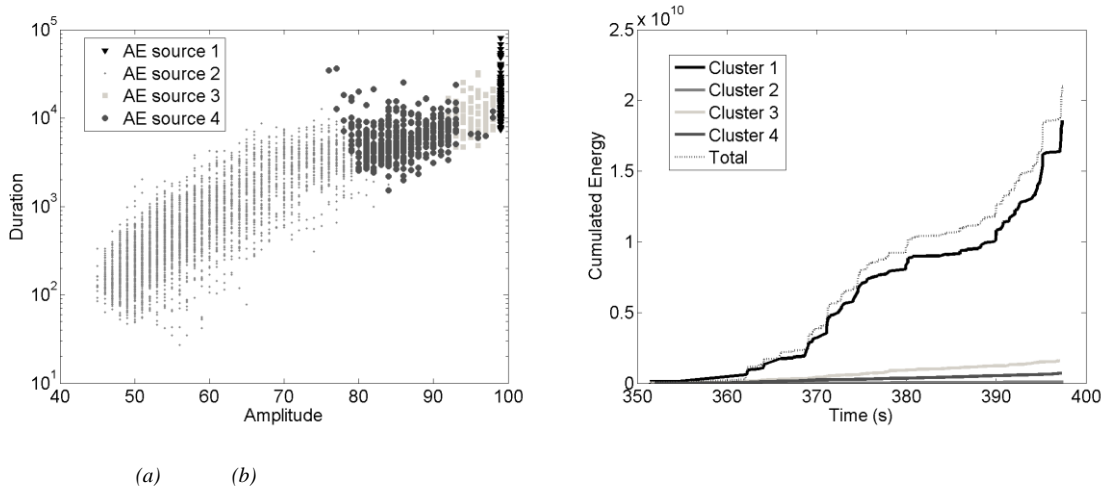 10^5
10^4
10^3
10^2
10^1
Duration
40
50
60
70
80
90
100
Amplitude
AE source 1
AE source 2
AE source 3
AE source 4
x 10^10
2.5
2
1.5
1
0.5
0
Cumulated Energy
350
360
370
380
390
400
Time (s)
Cluster 1
Cluster 2
Cluster 3
Cluster 4
Total
(a) (b)